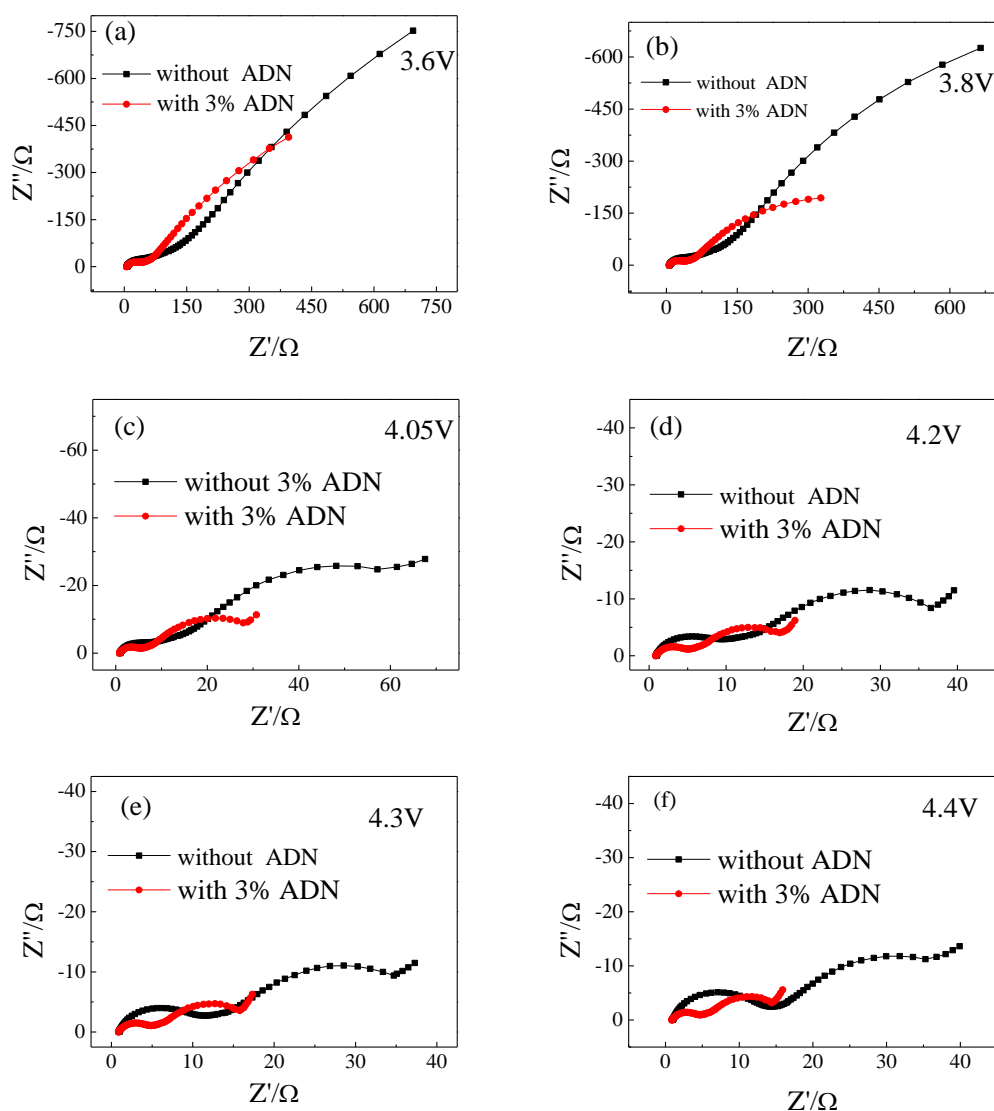 (a)
3.6V
without ADN
with 3% ADN
-750
-600
-450
-300
-150
0
Z''/Ω
0 150 300 450 600 750
Z'/Ω
(b)
3.8V
without ADN
with 3% ADN
-600
-450
-300
-150
0
Z''/Ω
0 150 300 450 600
Z'/Ω
(c)
4.05V
without 3% ADN
with 3% ADN
-60
-40
-20
0
Z''/Ω
0 20 40 60
Z'/Ω
(d)
4.2V
without ADN
with 3% ADN
-40
-30
-20
-10
0
Z''/Ω
0 10 20 30 40
Z'/Ω
(e)
4.3V
without ADN
with 3% ADN
-40
-30
-20
-10
0
Z''/Ω
0 10 20 30 40
Z'/Ω
(f)
4.4V
without ADN
with 3% ADN
-40
-30
-20
-10
0
Z''/Ω
0 10 20 30 40
Z'/Ω